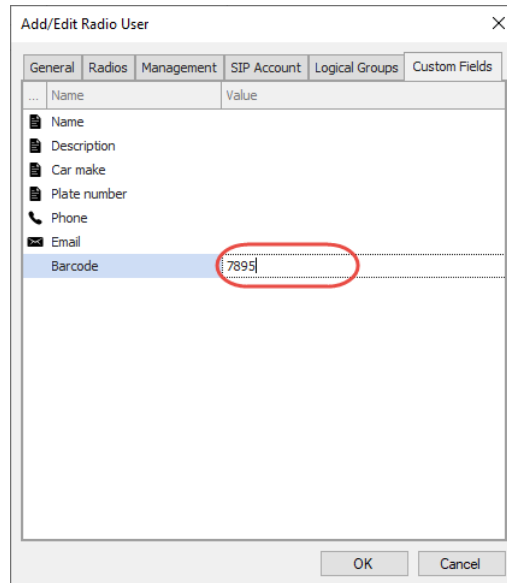 Add/Edit Radio User
General Radios Management SIP Account Logical Groups Custom Fields
... Name Value
Name
Description
Car make
Plate number
Phone
Email
Barcode 7895
OK Cancel